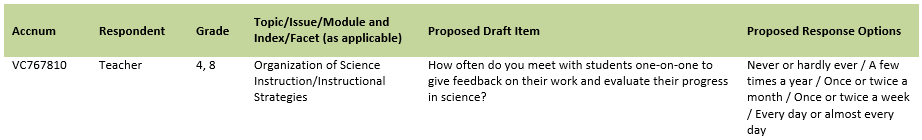 Accnum Respondent Grade Topic/Issue/Module and Index/Facet (as applicable) Proposed Draft Item Proposed Response Options
VC767810 Teacher 4, 8 Organization of Science How often do you meet with students one-on-one to Never or hardly ever / A few
Instruction/Instructional give feedback on their work and evaluate their progress times a year / Once or twice a
Strategies in science? month / Once or twice a week
/ Every day or almost every
day